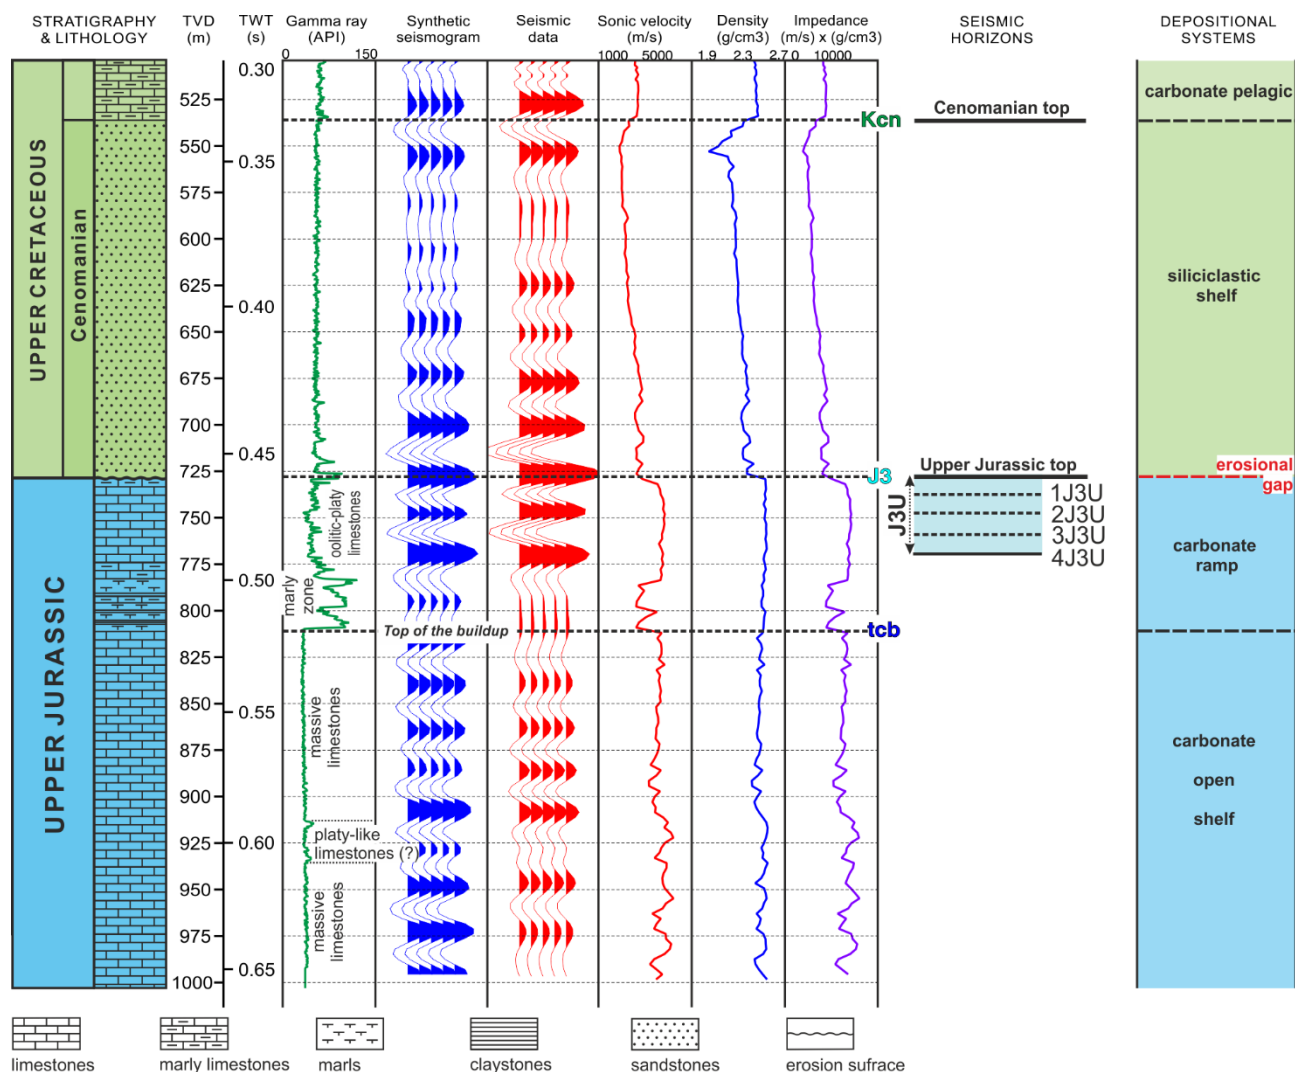 STRATIGRAPHY
& LITHOLOGY
TVD
(m)
TWT
(s)
Gamma ray
(API)
0 150
Synthetic
seismogram
Seismic
data
Sonic velocity
(m/s)
1000 5000
Density
(g/cm3)
1.9 2.3 2.7
Impedance
(m/s) x (g/cm3)
0 10000
SEISMIC
HORIZONS
DEPOSITIONAL
SYSTEMS
UPPER CRETACEOUS
Cenomanian
UPPER JURASSIC
525
550
575
600
625
650
675
700
725
750
775
800
825
850
875
900
925
950
975
1000
0.30
0.35
0.40
0.45
0.50
0.55
0.60
0.65
oolitic-platy
limestones
marly
zone
Top of the buildup
massive
limestones
platy-like
limestones (?)
massive
limestones
Kcn
J3
tcb
Cenomanian top
Upper Jurassic top
J3U
1J3U
2J3U
3J3U
4J3U
carbonate pelagic
siliciclastic
shelf
erosional
gap
carbonate
ramp
carbonate
open
shelf
limestones
marly limestones
marls
claystones
sandstones
erosion sufrace